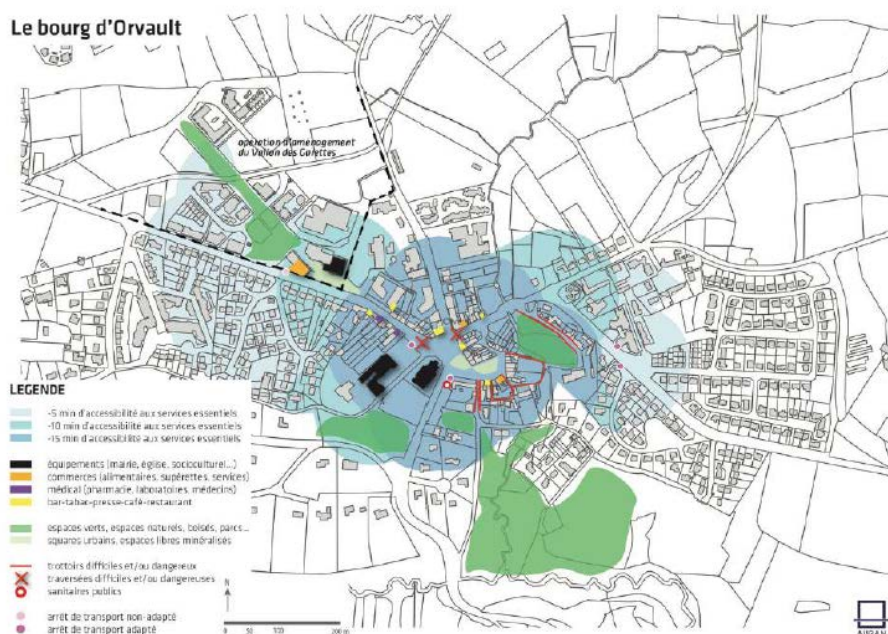 Le bourg d'Orvault
opération d'aménagement
du Vallon des Garettes
LEGENDE
-5 min d'accessibilité aux services essentiels
-10 min d'accessibilité aux services essentiels
-15 min d'accessibilité aux services essentiels
équipements (mairie, église, socioculturel...)
commerces (alimentaires, supérettes, services)
médical (pharmacie, laboratoires, médecins)
bar-tabac-presse-café-restaurant
espaces verts, espaces naturels, boisés, parcs...
squares urbains, espaces libres minéralisés
trottoirs difficiles et/ou dangereux
traversées difficiles et/ou dangereuses
sanitaires publics
arrêt de transport non-adapté
arrêt de transport adapté
N
0 50 100 200 m